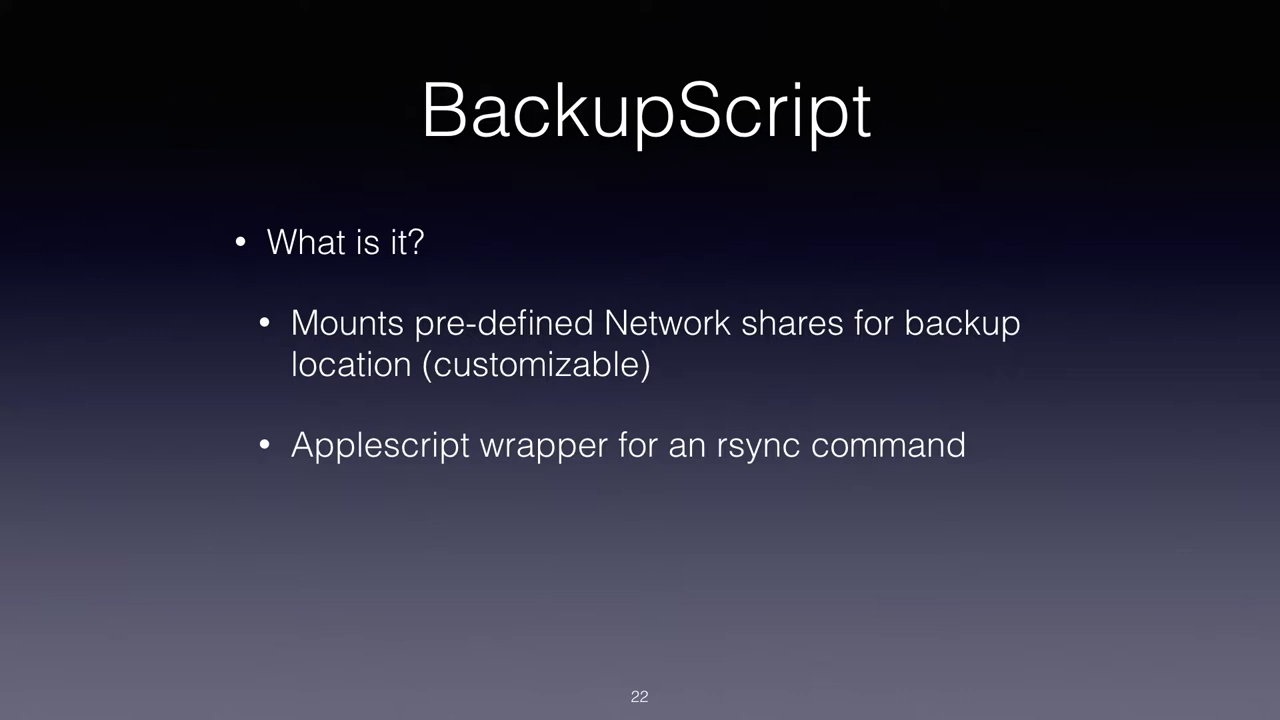 BackupScript
• What is it?
• Mounts pre-defined Network shares for backup
location (customizable)
• Applescript wrapper for an rsync command
22